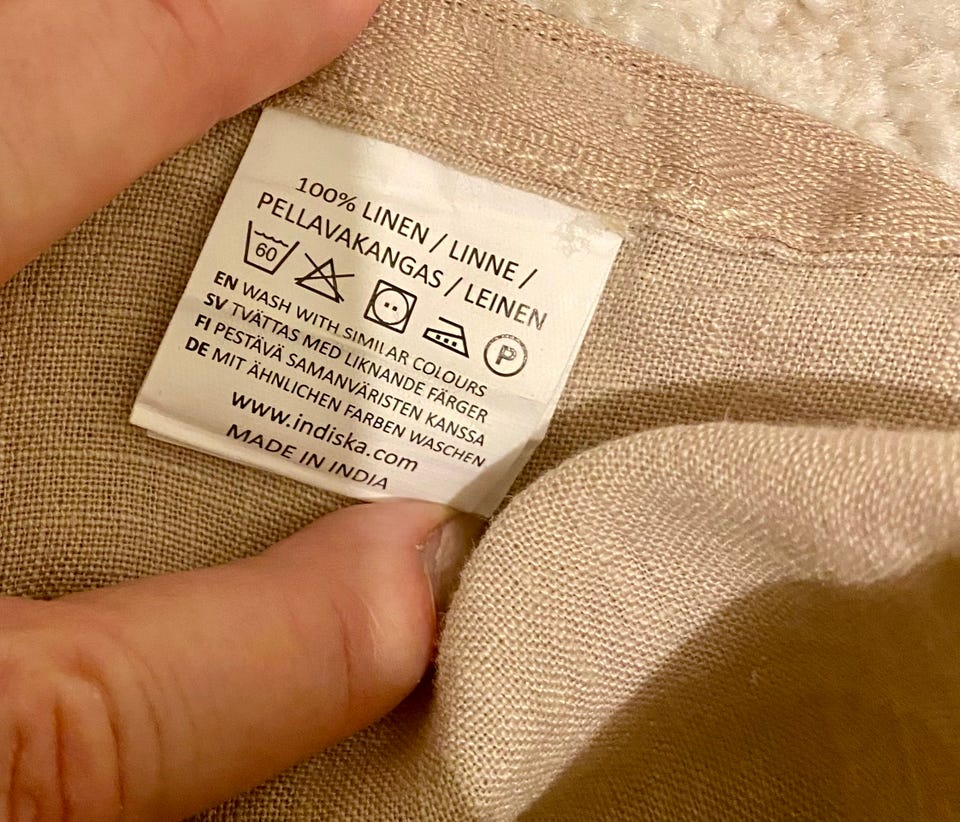 100% LINEN / LINNE /
PELLAVAKANGAS / LEINEN
60 P
EN WASH WITH SIMILAR COLOURS
SV TVÄTTAS MED LIKNANDE FÄRGER
FI PESTÄVÄ SAMANVÄRISTEN KANSSA
DE MIT ÄHNLICHEN FARBEN WASCHEN
www.indiska.com
MADE IN INDIA